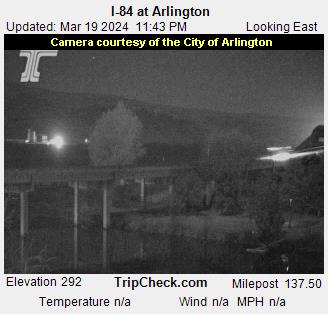 I-84 at Arlington
Updated: Mar 19 2024 11:43 PM Looking East
Camera courtesy of the City of Arlington
Elevation 292 TripCheck.com Milepost 137.50
Temperature n/a Wind n/a MPH n/a